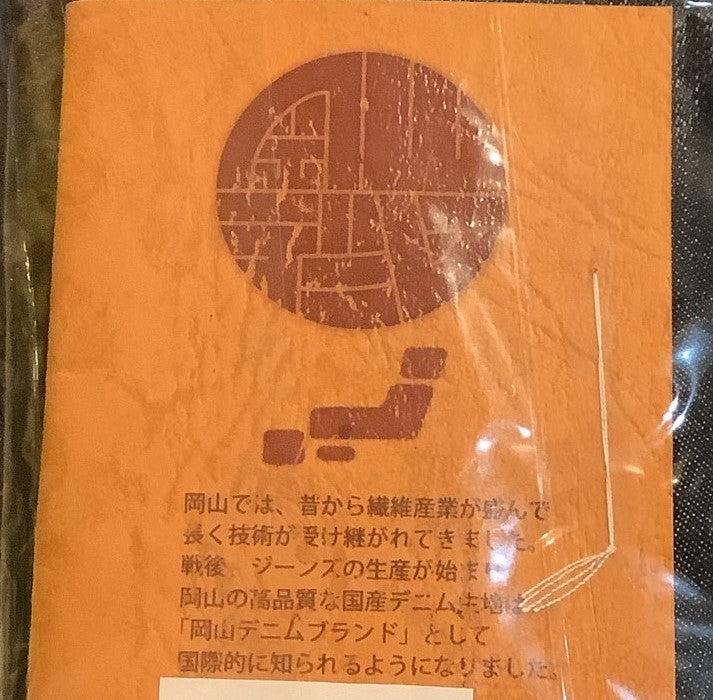 岡山では、昔から繊維産業が盛んで
長く技術が受け継がれてきました。
戦後、ジーンズの生産が始まり
岡山の高品質な国産デニム生地は
「岡山デニムブランド」として
国際的に知られるようになりました。